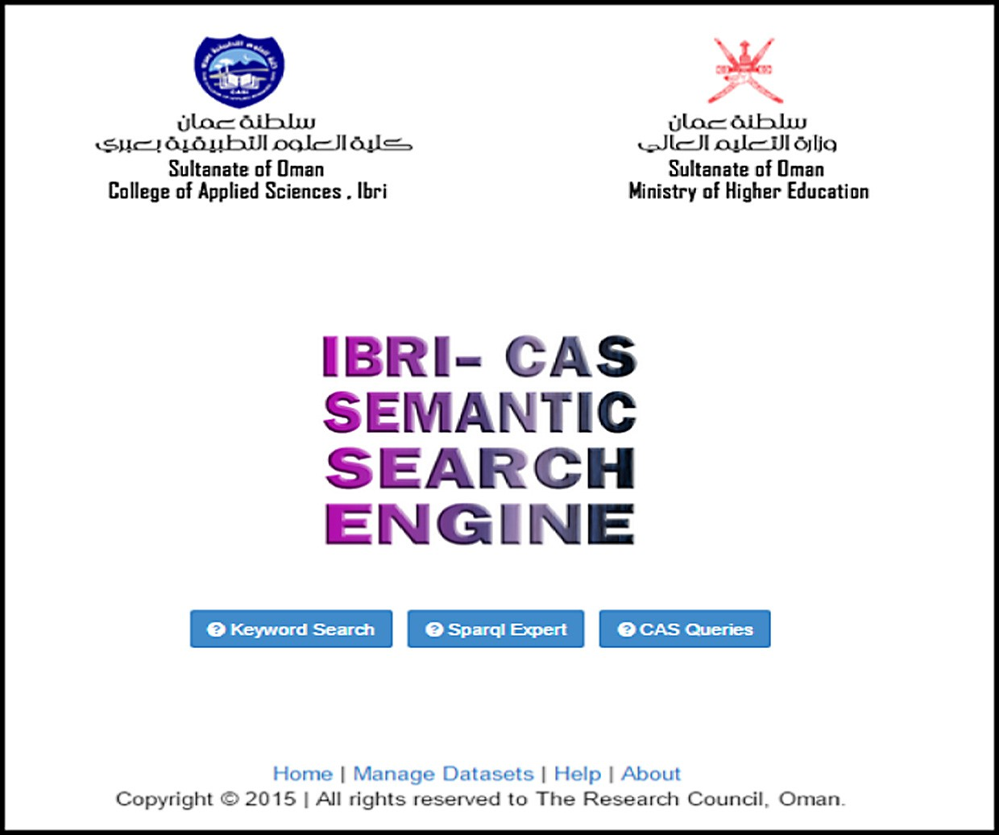 CASI
سلطنة عمان
كلية العلوم التطبيقية بعبري
Sultanate of Oman
College of Applied Sciences , Ibri
سلطنة عمان
وزارة التعليم العالي
Sultanate of Oman
Ministry of Higher Education
IBRI- CAS
SEMANTIC
SEARCH
ENGINE
Keyword Search
Sparql Expert
CAS Queries
Home | Manage Datasets | Help | About
Copyright © 2015 | All rights reserved to The Research Council, Oman.